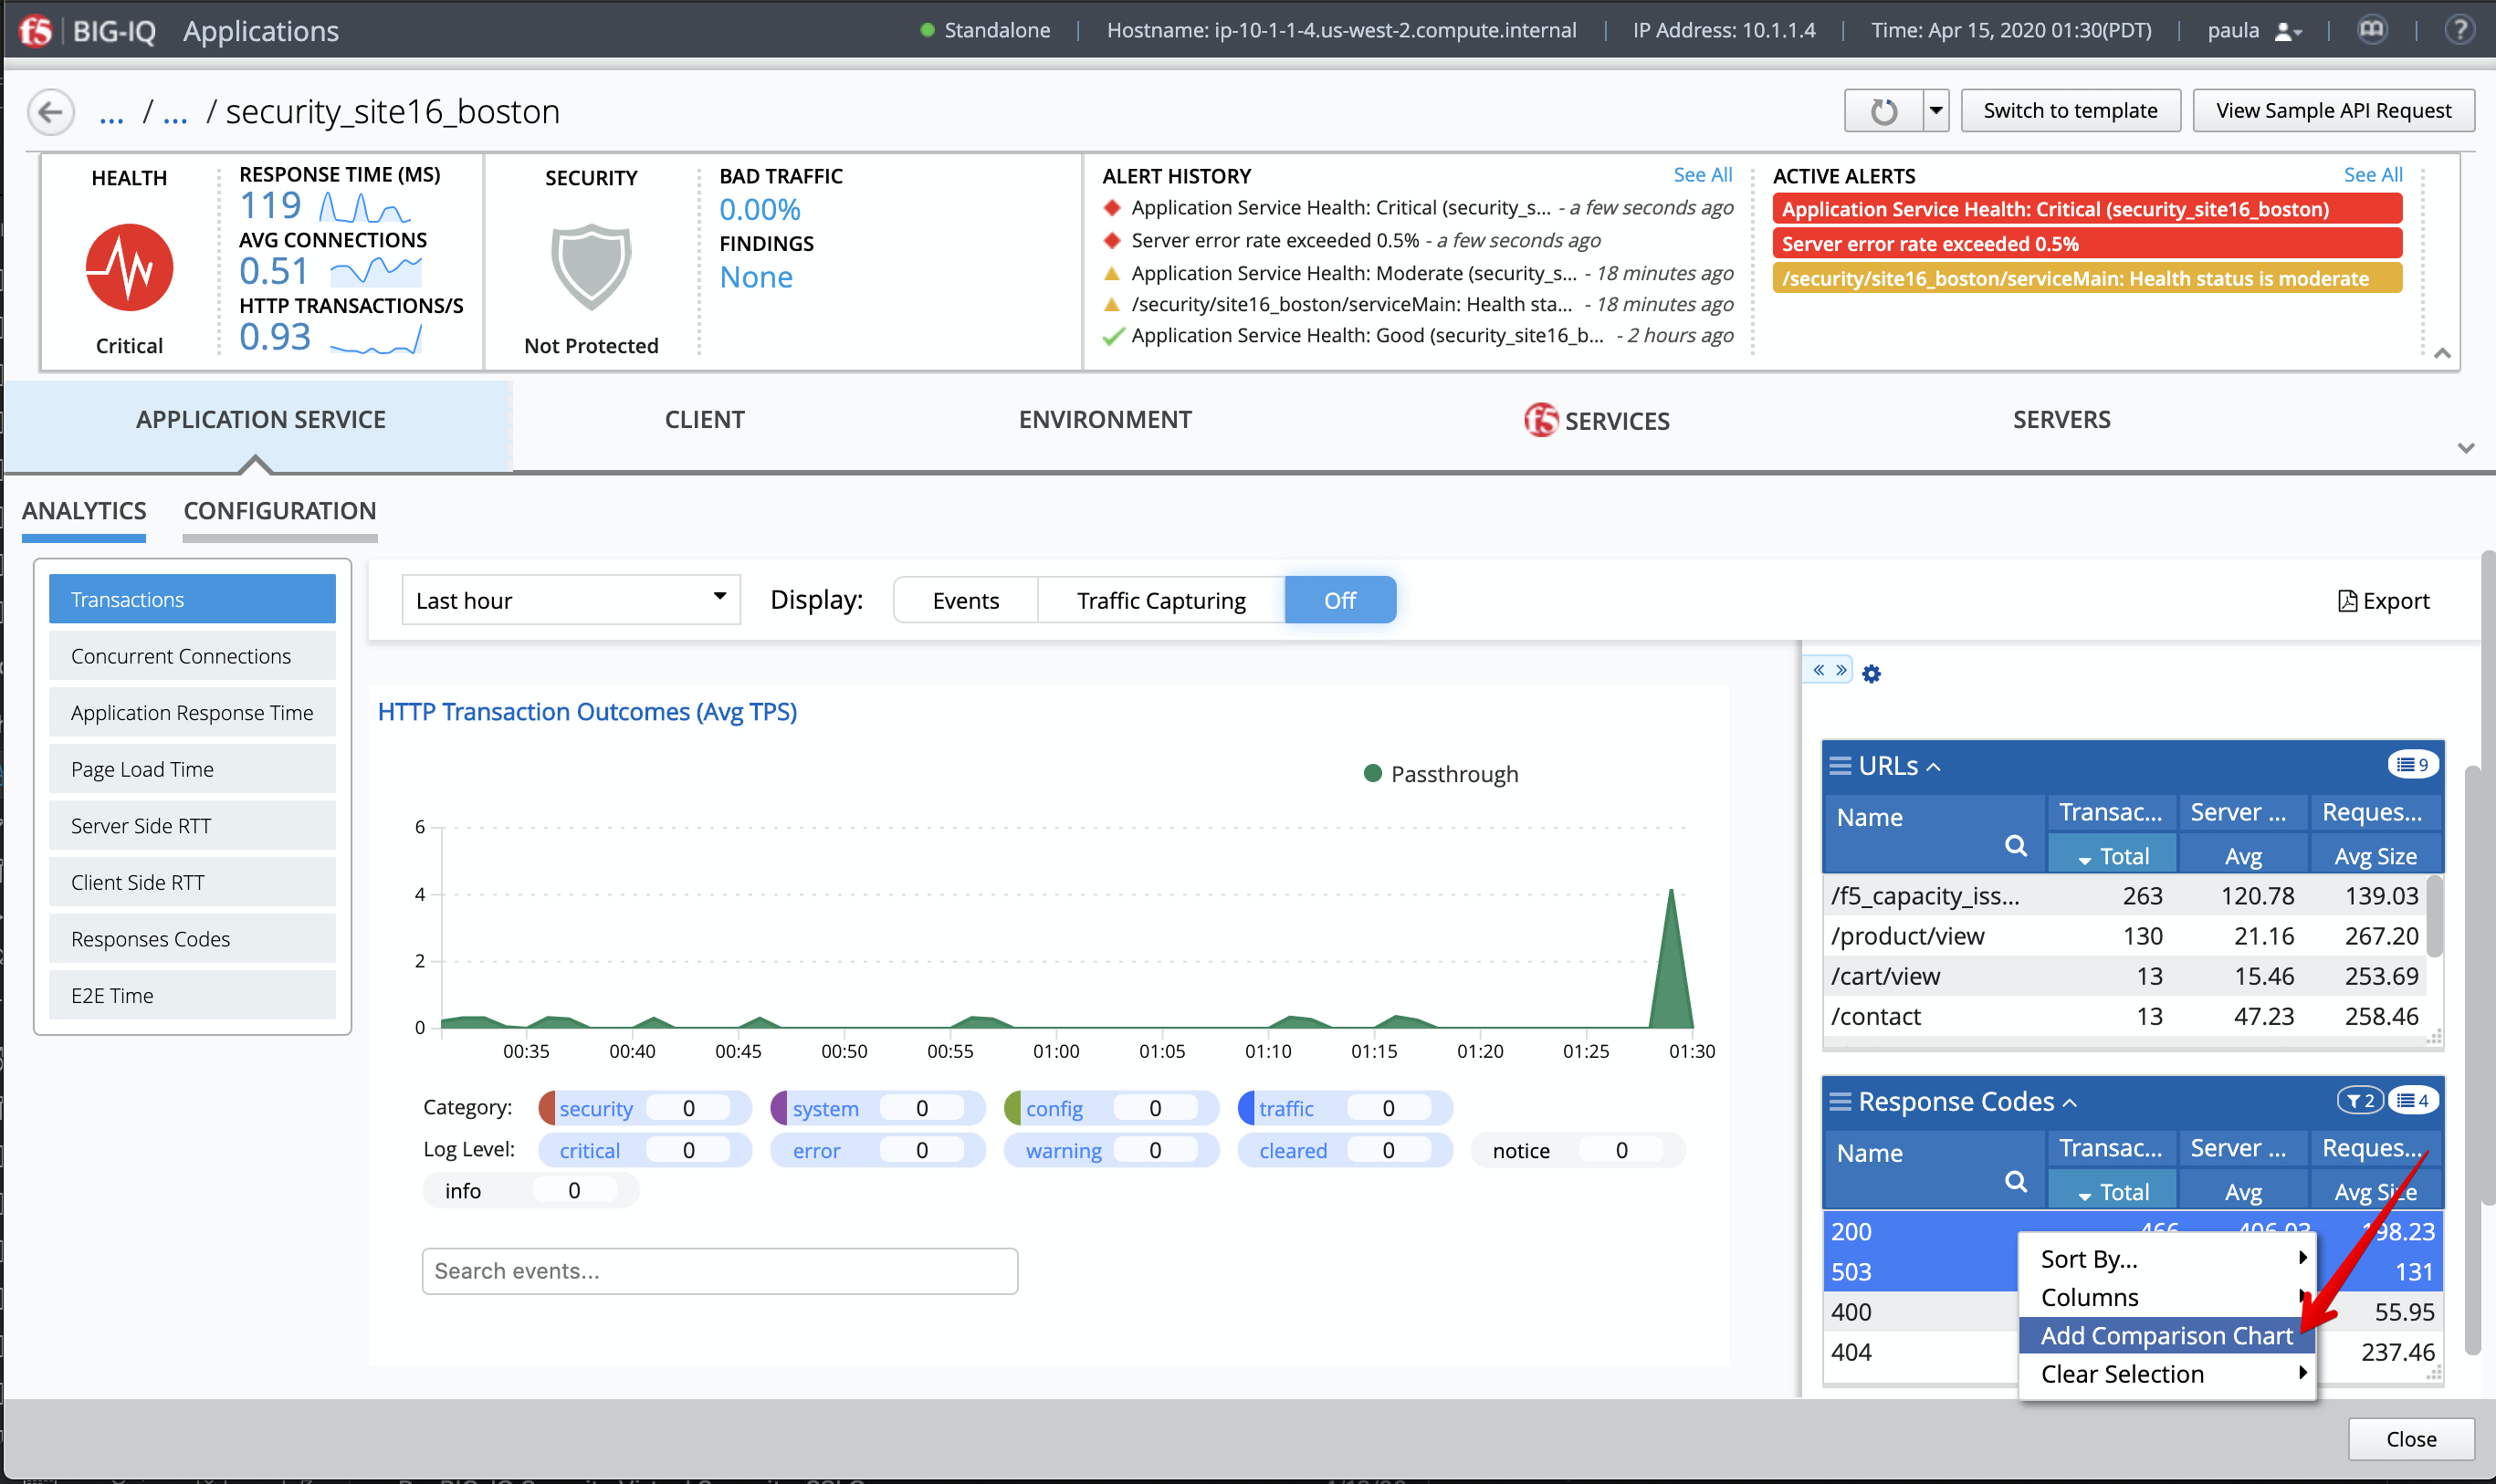 f5 BIG-IQ Applications Standalone Hostname: ip-10-1-1-4.us-west-2.compute.internal IP Address: 10.1.1.4 Time: Apr 15, 2020 01:30(PDT) paula ?
... / ... / security_site16_boston Switch to template View Sample API Request
HEALTH
Critical
RESPONSE TIME (MS)
119
AVG CONNECTIONS
0.51
HTTP TRANSACTIONS/S
0.93
SECURITY
Not Protected
BAD TRAFFIC
0.00%
FINDINGS
None
ALERT HISTORY See All
Application Service Health: Critical (security_s... - a few seconds ago
Server error rate exceeded 0.5% - a few seconds ago
Application Service Health: Moderate (security_s... - 18 minutes ago
/security/site16_boston/serviceMain: Health sta... - 18 minutes ago
Application Service Health: Good (security_site16_b... - 2 hours ago
ACTIVE ALERTS See All
Application Service Health: Critical (security_site16_boston)
Server error rate exceeded 0.5%
/security/site16_boston/serviceMain: Health status is moderate
APPLICATION SERVICE CLIENT ENVIRONMENT f5 SERVICES SERVERS
ANALYTICS CONFIGURATION
Transactions
Concurrent Connections
Application Response Time
Page Load Time
Server Side RTT
Client Side RTT
Responses Codes
E2E Time
Last hour Display: Events Traffic Capturing Off Export
HTTP Transaction Outcomes (Avg TPS)
Passthrough
6
4
2
0
00:35 00:40 00:45 00:50 00:55 01:00 01:05 01:10 01:15 01:20 01:25 01:30
Category: security 0 system 0 config 0 traffic 0
Log Level: critical 0 error 0 warning 0 cleared 0 notice 0
info 0
Search events...
« »
URLs 9
Name Transac... Server ... Reques...
Total Avg Avg Size
/f5_capacity_iss... 263 120.78 139.03
/product/view 130 21.16 267.20
/cart/view 13 15.46 253.69
/contact 13 47.23 258.46
Response Codes 2 4
Name Transac... Server ... Reques...
Total Avg Avg Size
200 466 406.03 198.23
503 131
400 55.95
404 237.46
Sort By...
Columns
Add Comparison Chart
Clear Selection
Close